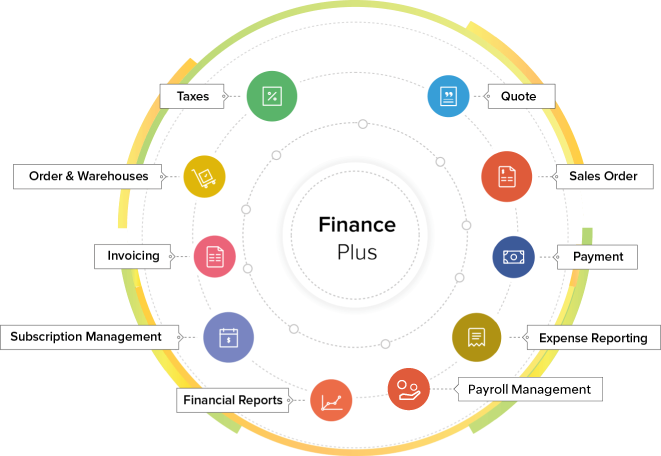 Taxes
Quote
Order & Warehouses
Sales Order
Finance
Plus
Invoicing
Payment
Subscription Management
Expense Reporting
Financial Reports
Payroll Management